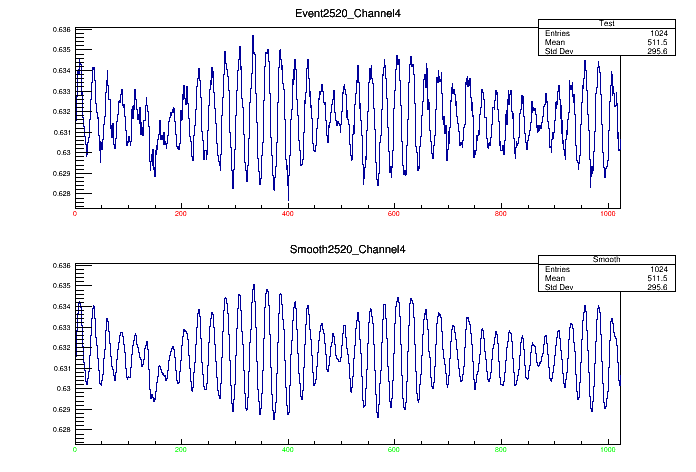 Event2520_Channel4
Test
Entries 1024
Mean 511.5
Std Dev 295.6
0.636
0.635
0.634
0.633
0.632
0.631
0.63
0.629
0.628
0 200 400 600 800 1000
Smooth2520_Channel4
Smooth
Entries 1024
Mean 511.5
Std Dev 295.6
0.636
0.635
0.634
0.633
0.632
0.631
0.63
0.629
0.628
0 200 400 600 800 1000